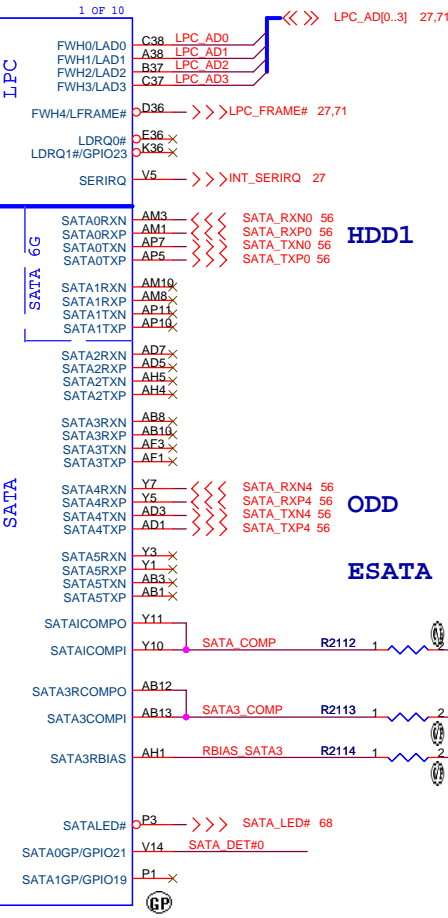 1 OF 10
LPC_AD[0..3] 27,71
LPC
FWH0/LAD0 C38 LPC_AD0
FWH1/LAD1 A38 LPC_AD1
FWH2/LAD2 B37 LPC_AD2
FWH3/LAD3 C37 LPC_AD3
FWH4/LFRAME# D36 LPC_FRAME# 27,71
LDRQ0# E36
LDRQ1#/GPIO23 K36
SERIRQ V5 INT_SERIRQ 27
SATA 6G
SATA0RXN AM3 SATA_RXN0 56
SATA0RXP AM1 SATA_RXP0 56
SATA0TXN AP7 SATA_TXN0 56
SATA0TXP AP5 SATA_TXP0 56
HDD1
SATA1RXN AM10
SATA1RXP AM8
SATA1TXN AP11
SATA1TXP AP10
SATA
SATA2RXN AD7
SATA2RXP AD5
SATA2TXN AH5
SATA2TXP AH4
SATA3RXN AB8
SATA3RXP AB10
SATA3TXN AF3
SATA3TXP AF1
SATA4RXN Y7 SATA_RXN4 56
SATA4RXP Y5 SATA_RXP4 56
SATA4TXN AD3 SATA_TXN4 56
SATA4TXP AD1 SATA_TXP4 56
ODD
SATA5RXN Y3
SATA5RXP Y1
SATA5TXN AB3
SATA5TXP AB1
ESATA
SATAICOMPO Y11
SATAICOMPI Y10 SATA_COMP R2112 1 2
SATA3RCOMPO AB12
SATA3COMPI AB13 SATA3_COMP R2113 1 2
SATA3RBIAS AH1 RBIAS_SATA3 R2114 1 2
SATALED# P3 SATA_LED# 68
SATA0GP/GPIO21 V14 SATA_DET#0
SATA1GP/GPIO19 P1
GP